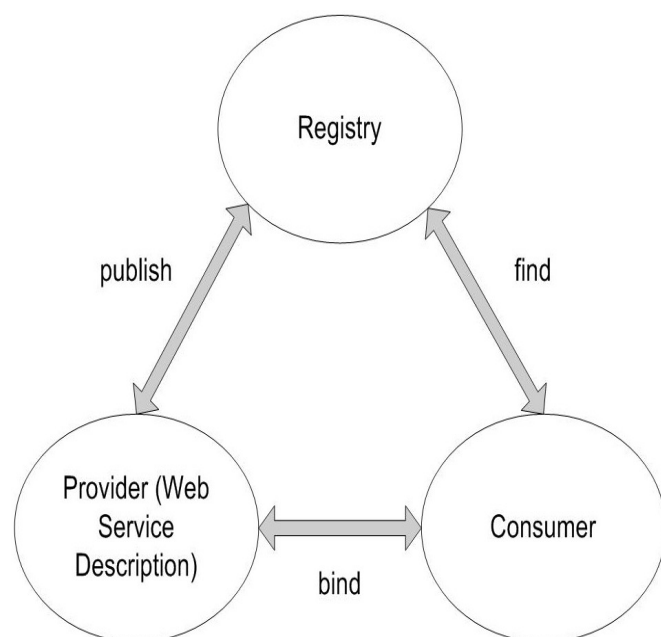 Registry
publish
find
Provider (Web
Service
Description)
Consumer
bind